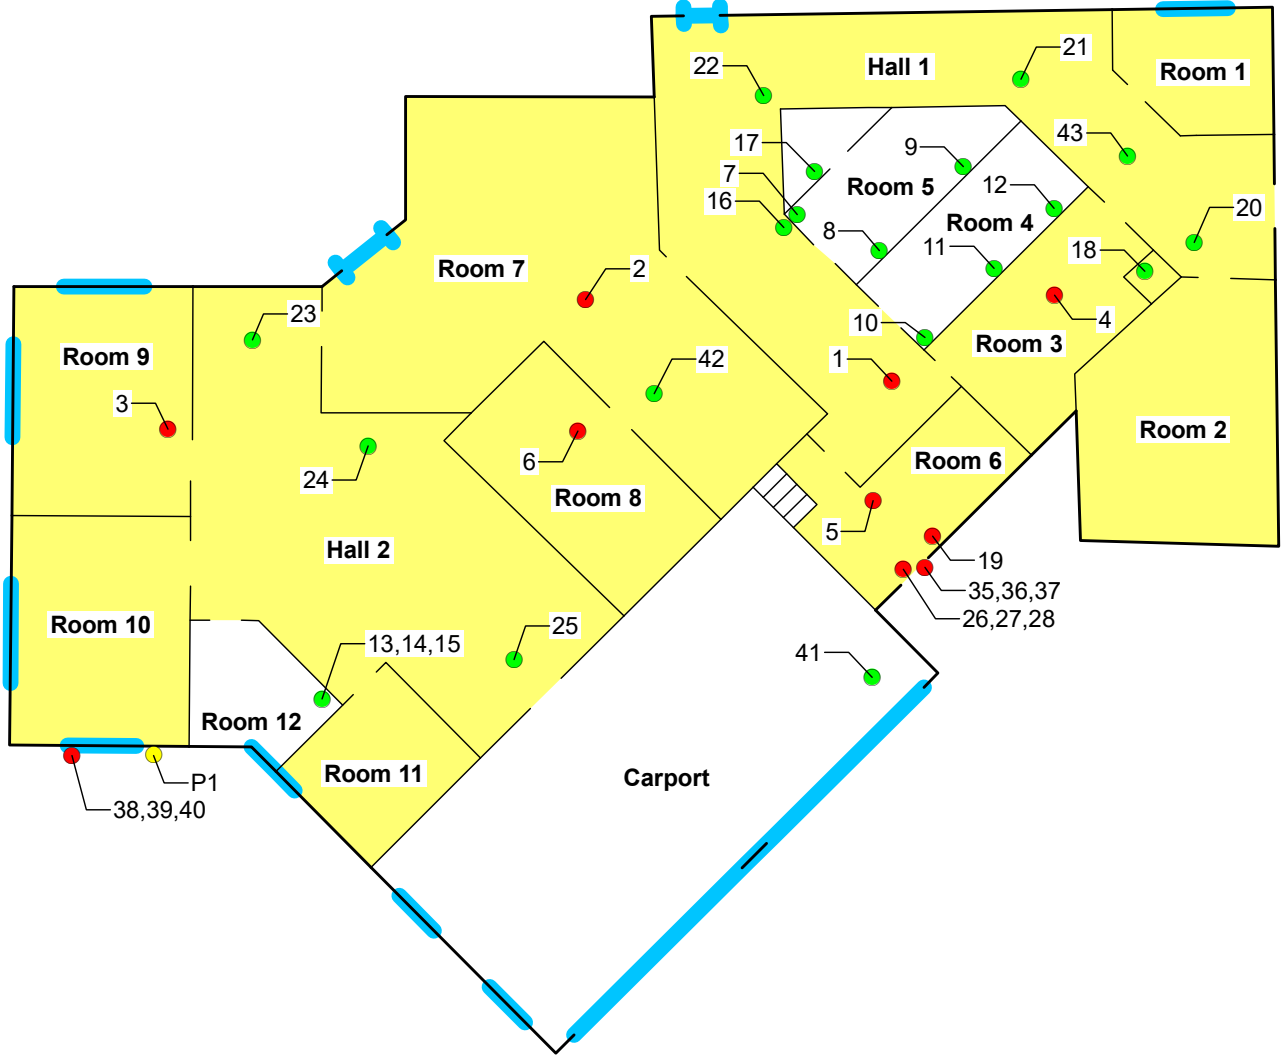 21
22
Hall 1
Room 1
43
17
9
7
Room 5
12
16
20
8
Room 4
11
18
Room 7
2
23
10
4
Room 3
Room 9
1
42
3
Room 2
6
Room 6
24
Room 8
5
Hall 2
19
35,36,37
26,27,28
Room 10
25
13,14,15
41
Room 12
Room 11
Carport
P1
38,39,40